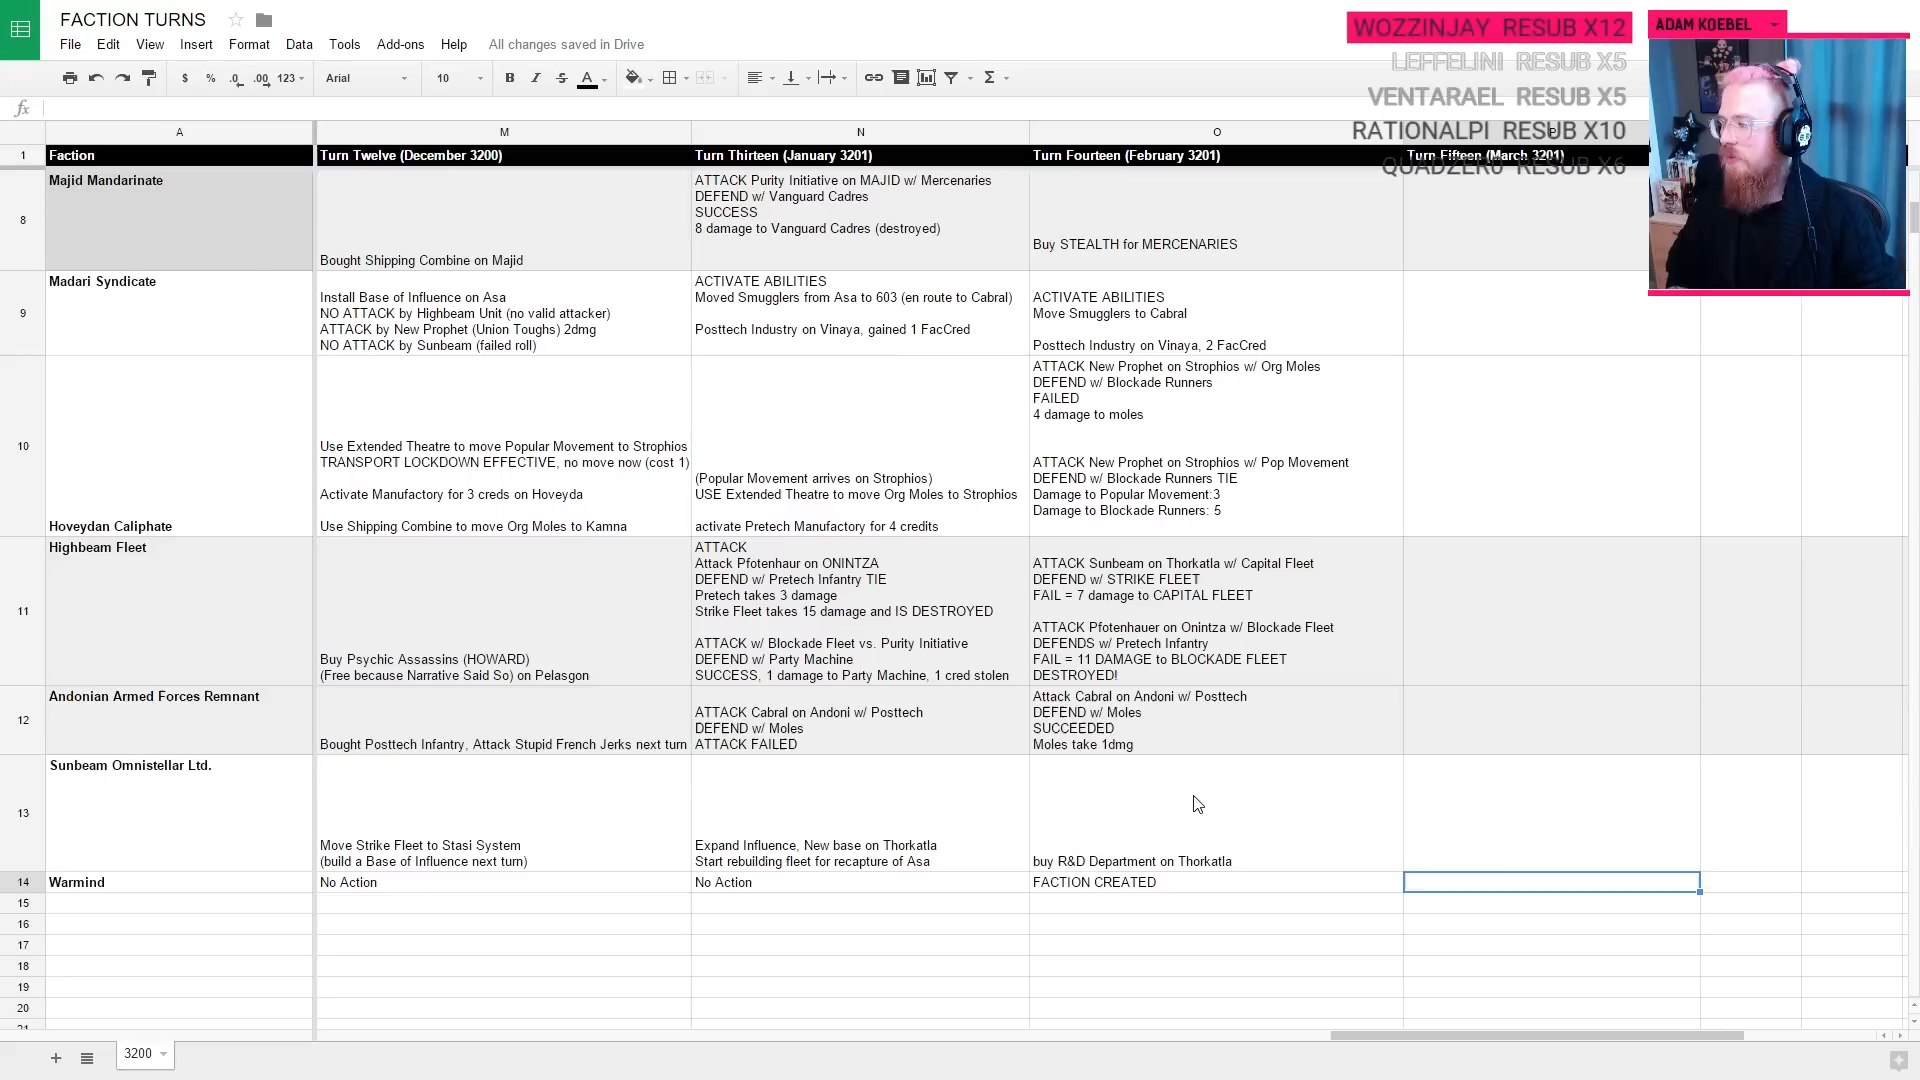 FACTION TURNS
File Edit View Insert Format Data Tools Add-ons Help All changes saved in Drive
$ % .0 .00 123 Arial 10 B I S A Σ
fx
WOZZINJAY RESUB X12
LEFFELINI RESUB X5
VENTARAEL RESUB X5
RATIONALPI RESUB X10
QUADZER6 RESUB X6
ADAM KOEBEL
A M N O P
1 Faction Turn Twelve (December 3200) Turn Thirteen (January 3201) Turn Fourteen (February 3201) Turn Fifteen (March 3201)
8
Majid Mandarinate
Bought Shipping Combine on Majid
ATTACK Purity Initiative on MAJID w/ Mercenaries
DEFEND w/ Vanguard Cadres
SUCCESS
8 damage to Vanguard Cadres (destroyed)
Buy STEALTH for MERCENARIES
9
Madari Syndicate
Install Base of Influence on Asa
NO ATTACK by Highbeam Unit (no valid attacker)
ATTACK by New Prophet (Union Toughs) 2dmg
NO ATTACK by Sunbeam (failed roll)
ACTIVATE ABILITIES
Moved Smugglers from Asa to 603 (en route to Cabral)
Posttech Industry on Vinaya, gained 1 FacCred
ACTIVATE ABILITIES
Move Smugglers to Cabral
Posttech Industry on Vinaya, 2 FacCred
10
Hoveydan Caliphate
Use Extended Theatre to move Popular Movement to Strophios
TRANSPORT LOCKDOWN EFFECTIVE, no move now (cost 1)
Activate Manufactory for 3 creds on Hoveyda
Use Shipping Combine to move Org Moles to Kamna
(Popular Movement arrives on Strophios)
USE Extended Theatre to move Org Moles to Strophios
activate Pretech Manufactory for 4 credits
ATTACK New Prophet on Strophios w/ Org Moles
DEFEND w/ Blockade Runners
FAILED
4 damage to moles
ATTACK New Prophet on Strophios w/ Pop Movement
DEFEND w/ Blockade Runners TIE
Damage to Popular Movement:3
Damage to Blockade Runners: 5
11
Highbeam Fleet
Buy Psychic Assassins (HOWARD)
(Free because Narrative Said So) on Pelasgon
ATTACK
Attack Pfotenhaur on ONINTZA
DEFEND w/ Pretech Infantry TIE
Pretech takes 3 damage
Strike Fleet takes 15 damage and IS DESTROYED
ATTACK w/ Blockade Fleet vs. Purity Initiative
DEFEND w/ Party Machine
SUCCESS, 1 damage to Party Machine, 1 cred stolen
ATTACK Sunbeam on Thorkatla w/ Capital Fleet
DEFEND w/ STRIKE FLEET
FAIL = 7 damage to CAPITAL FLEET
ATTACK Pfotenhauer on Onintza w/ Blockade Fleet
DEFENDS w/ Pretech Infantry
FAIL = 11 DAMAGE to BLOCKADE FLEET
DESTROYED!
12
Andonian Armed Forces Remnant
Bought Posttech Infantry, Attack Stupid French Jerks next turn
ATTACK Cabral on Andoni w/ Posttech
DEFEND w/ Moles
ATTACK FAILED
Attack Cabral on Andoni w/ Posttech
DEFEND w/ Moles
SUCCEEDED
Moles take 1dmg
13
Sunbeam Omnistellar Ltd.
Move Strike Fleet to Stasi System
(build a Base of Influence next turn)
Expand Influence, New base on Thorkatla
Start rebuilding fleet for recapture of Asa
buy R&D Department on Thorkatla
14 Warmind No Action No Action FACTION CREATED
15
16
17
18
19
20
21
3200